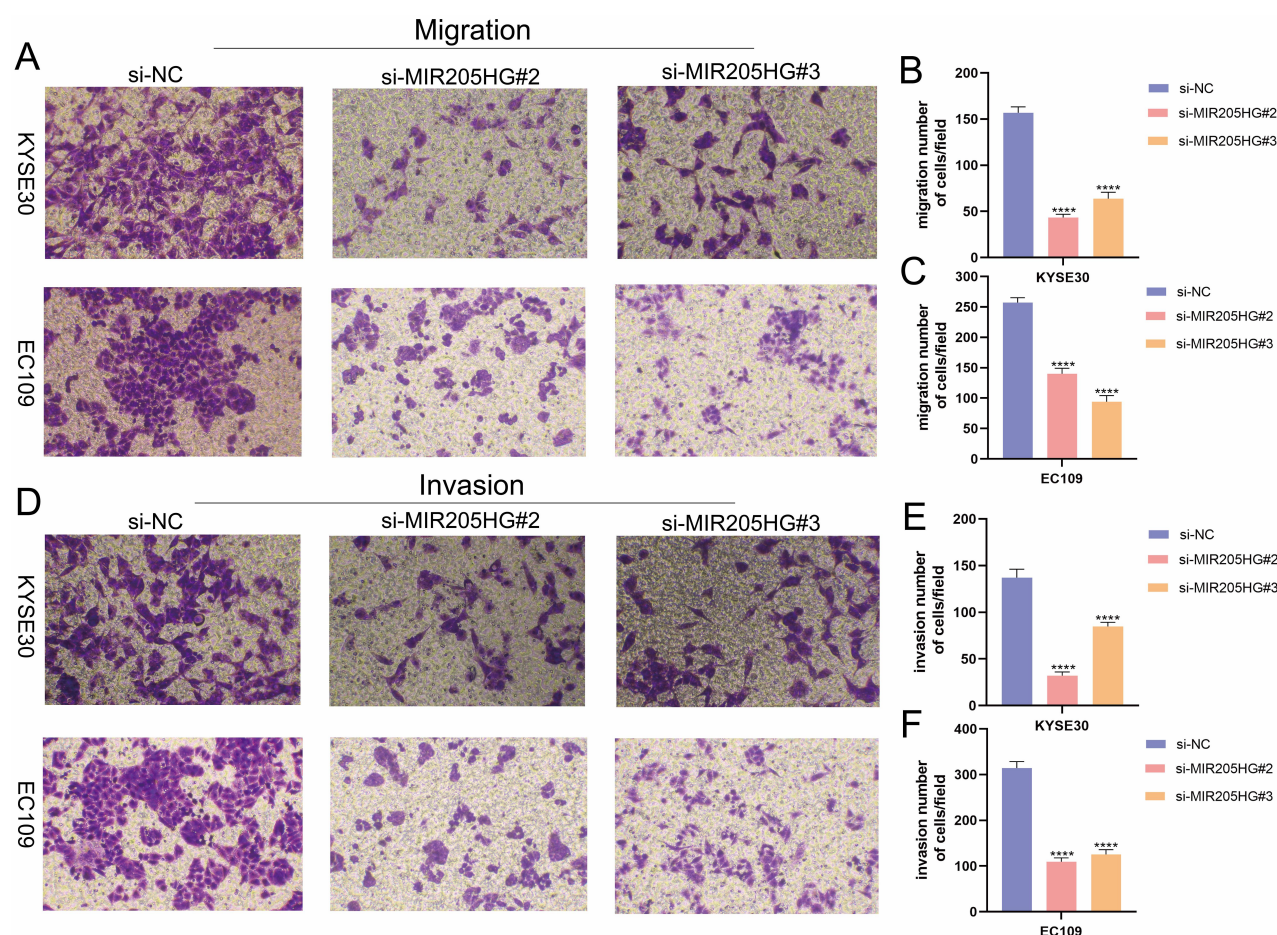 Migration
A
si-NC
si-MIR205HG#2
si-MIR205HG#3
KYSE30
EC109
B
200
150
100
50
0
migration number
of cells/field
****
****
KYSE30
si-NC
si-MIR205HG#2
si-MIR205HG#3
C
300
250
200
150
100
50
0
migration number
of cells/field
****
****
EC109
si-NC
si-MIR205HG#2
si-MIR205HG#3
Invasion
D
si-NC
si-MIR205HG#2
si-MIR205HG#3
KYSE30
EC109
E
200
150
100
50
0
invasion number
of cells/field
****
****
KYSE30
si-NC
si-MIR205HG#2
si-MIR205HG#3
F
400
300
200
100
0
invasion number
of cells/field
****
****
EC109
si-NC
si-MIR205HG#2
si-MIR205HG#3